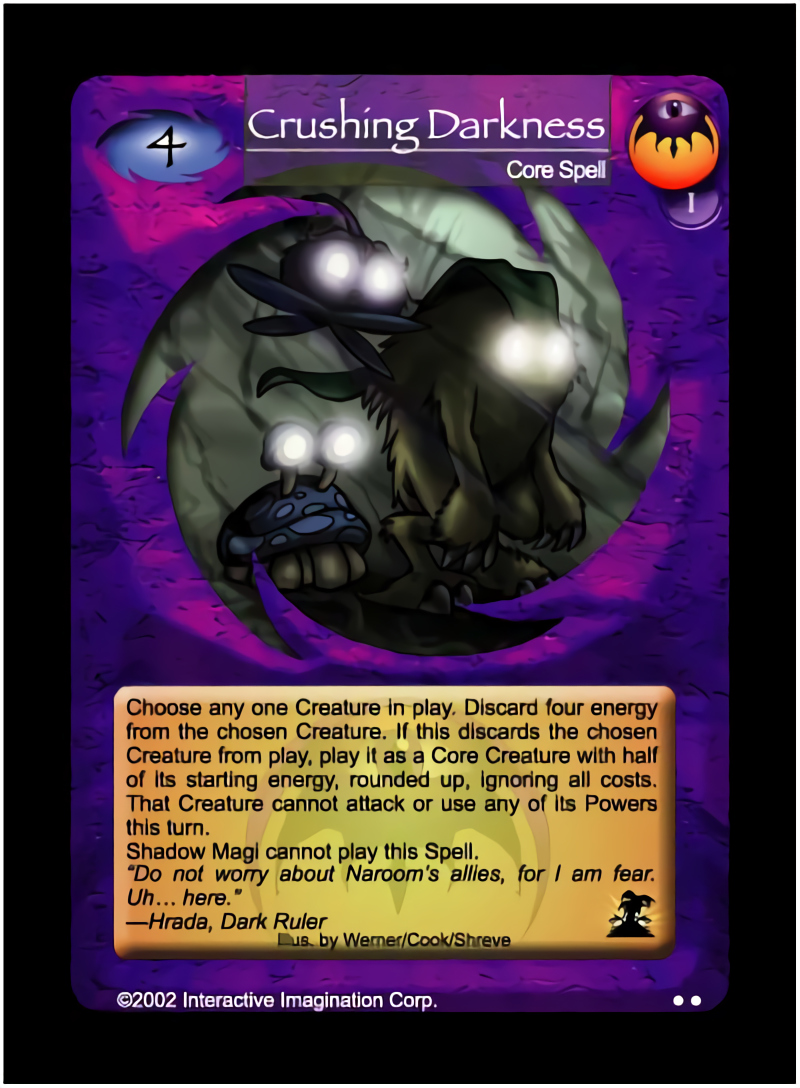 4
Crushing Darkness
Core Spell
I
Choose any one Creature in play. Discard four energy
from the chosen Creature. If this discards the chosen
Creature from play, play it as a Core Creature with half
of its starting energy, rounded up, ignoring all costs.
That Creature cannot attack or use any of its Powers
this turn.
Shadow Magi cannot play this Spell.
"Do not worry about Naroom's allies, for I am fear.
Uh... here."
—Hrada, Dark Ruler
Illus. by Werner/Cook/Shreve
©2002 Interactive Imagination Corp.